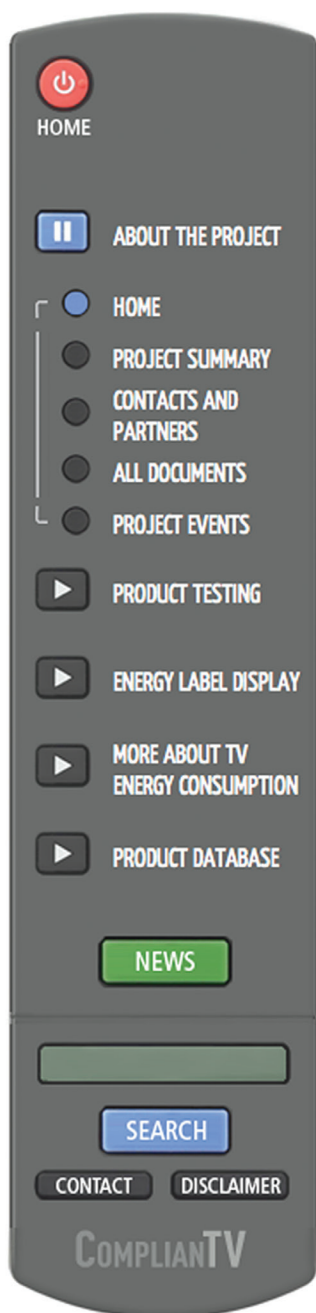 HOME
ABOUT THE PROJECT
HOME
PROJECT SUMMARY
CONTACTS AND
PARTNERS
ALL DOCUMENTS
PROJECT EVENTS
PRODUCT TESTING
ENERGY LABEL DISPLAY
MORE ABOUT TV
ENERGY CONSUMPTION
PRODUCT DATABASE
NEWS
SEARCH
CONTACT DISCLAIMER
COMPLIANTV